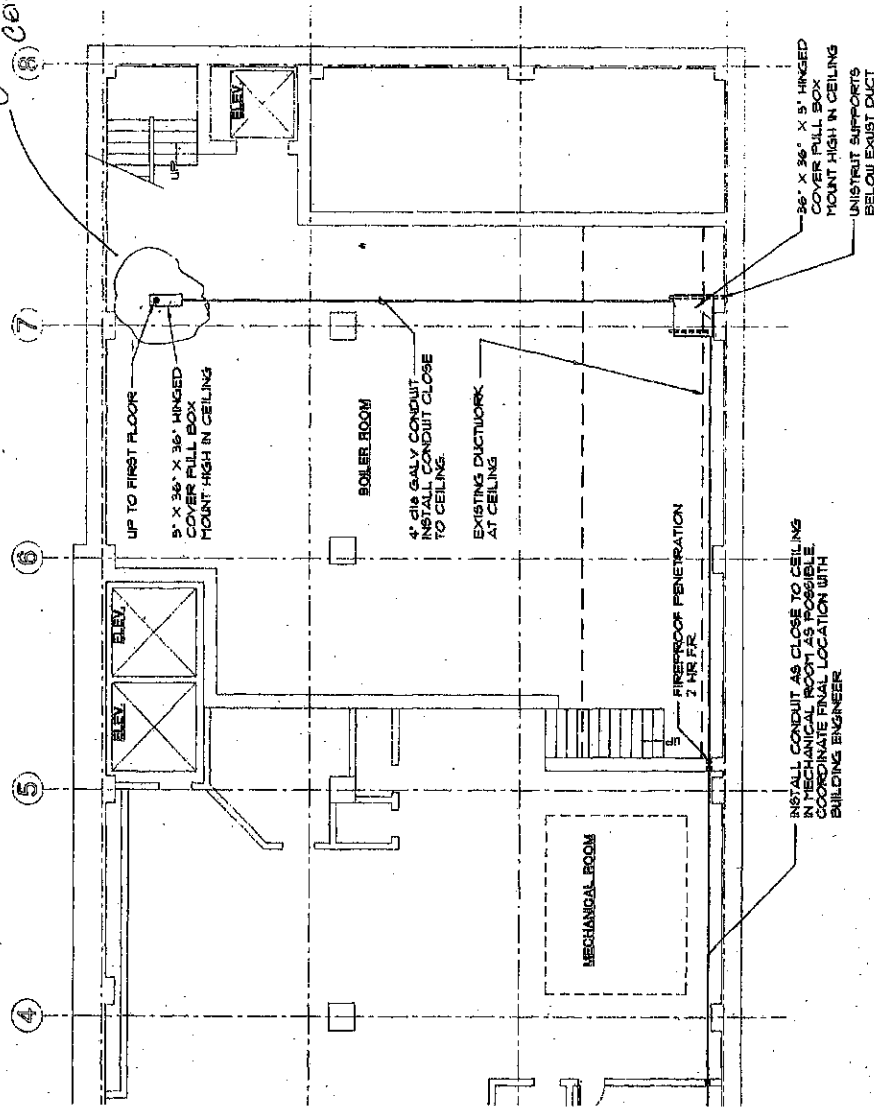 CEI
8
7
6
5
4
ELEV.
UP
UP TO FIRST FLOOR
5" X 36" X 36" HINGED
COVER PULL BOX
MOUNT HIGH IN CEILING
BOILER ROOM
4" dia GALV CONDUIT
INSTALL CONDUIT CLOSE
TO CEILING.
EXISTING DUCTWORK
AT CEILING
36" X 36" X 5" HINGED
COVER PULL BOX
MOUNT HIGH IN CEILING
UNISTRUT SUPPORTS
BELOW EXIST DUCT
ELEV.
ELEV.
FIREPROOF PENETRATION
2 HR F.R.
UP
MECHANICAL ROOM
INSTALL CONDUIT AS CLOSE TO CEILING
IN MECHANICAL ROOM AS POSSIBLE.
COORDINATE FINAL LOCATION WITH
BUILDING ENGINEER